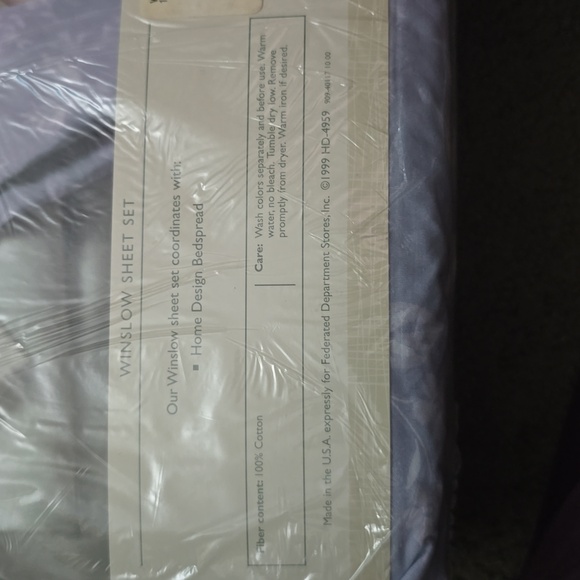 WINSLOW SHEET SET
Our Winslow sheet set coordinates with:
▪ Home Design Bedspread
Fiber content: 100% Cotton
Care: Wash colors separately and before use. Warm
water, no bleach. Tumble dry low. Remove
promptly from dryer. Warm iron if desired.
Made in the U.S.A. expressly for Federated Department Stores, Inc. ©1999 HD-4959